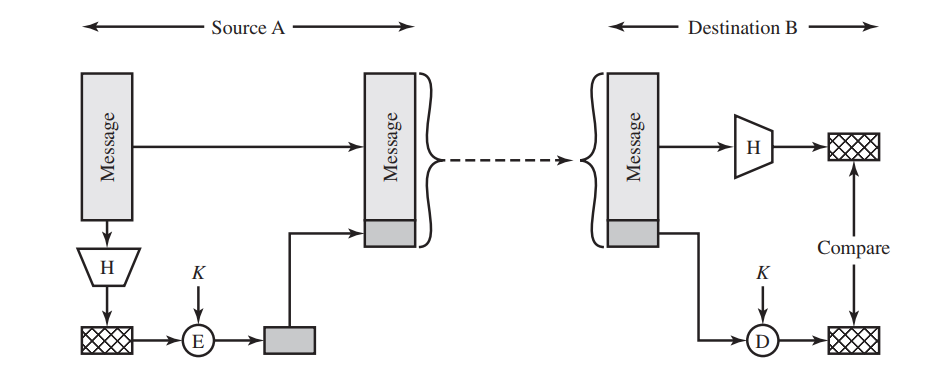 Source A
Destination B
Message
Message
Message
H
H
K
E
K
D
Compare